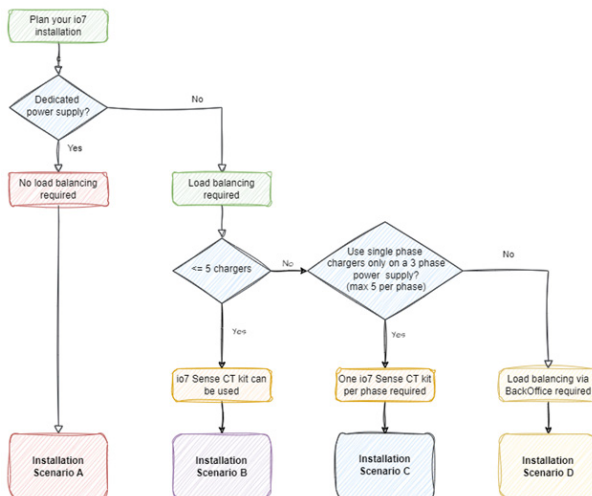 Plan your io7
installation
Dedicated
power supply?
No
Yes
No load balancing
required
Load balancing
required
<= 5 chargers
No
Use single phase
chargers only on a 3 phase
power supply?
(max 5 per phase)
No
Yes
Yes
io7 Sense CT kit can
be used
One io7 Sense CT kit
per phase required
Load balancing via
BackOffice required
Installation
Scenario A
Installation
Scenario B
Installation
Scenario C
Installation
Scenario D